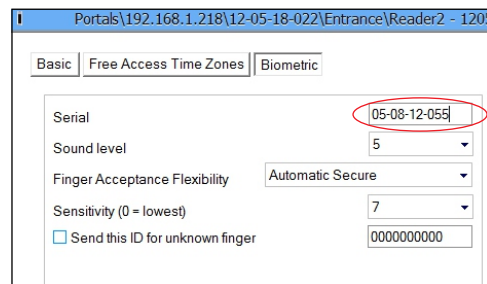 Portals\192.168.1.218\12-05-18-022\Entrance\Reader2 - 1205
Basic Free Access Time Zones Biometric
Serial 05-08-12-055
Sound level 5
Finger Acceptance Flexibility Automatic Secure
Sensitivity (0 = lowest) 7
Send this ID for unknown finger 0000000000